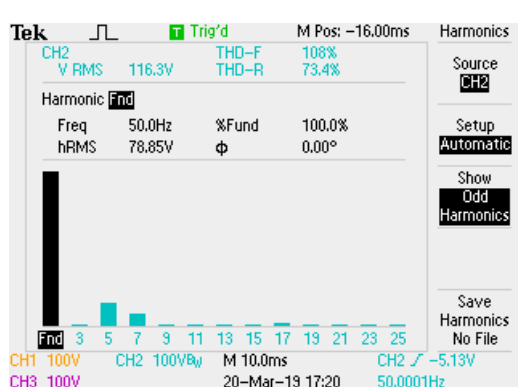 Tek T Trig'd M Pos: -16.00ms Harmonics
CH2 THD-F 108%
V RMS 116.3V THD-R 73.4%
Source
CH2
Harmonic Fnd
Freq 50.0Hz %Fund 100.0%
hRMS 78.85V Φ 0.00°
Setup
Automatic
Show
Odd
Harmonics
Save
Harmonics
No File
Fnd 3 5 7 9 11 13 15 17 19 21 23 25
CH1 100V CH2 100VBW M 10.0ms CH2 -5.13V
CH3 100V 20-Mar-19 17:20 50.0001Hz